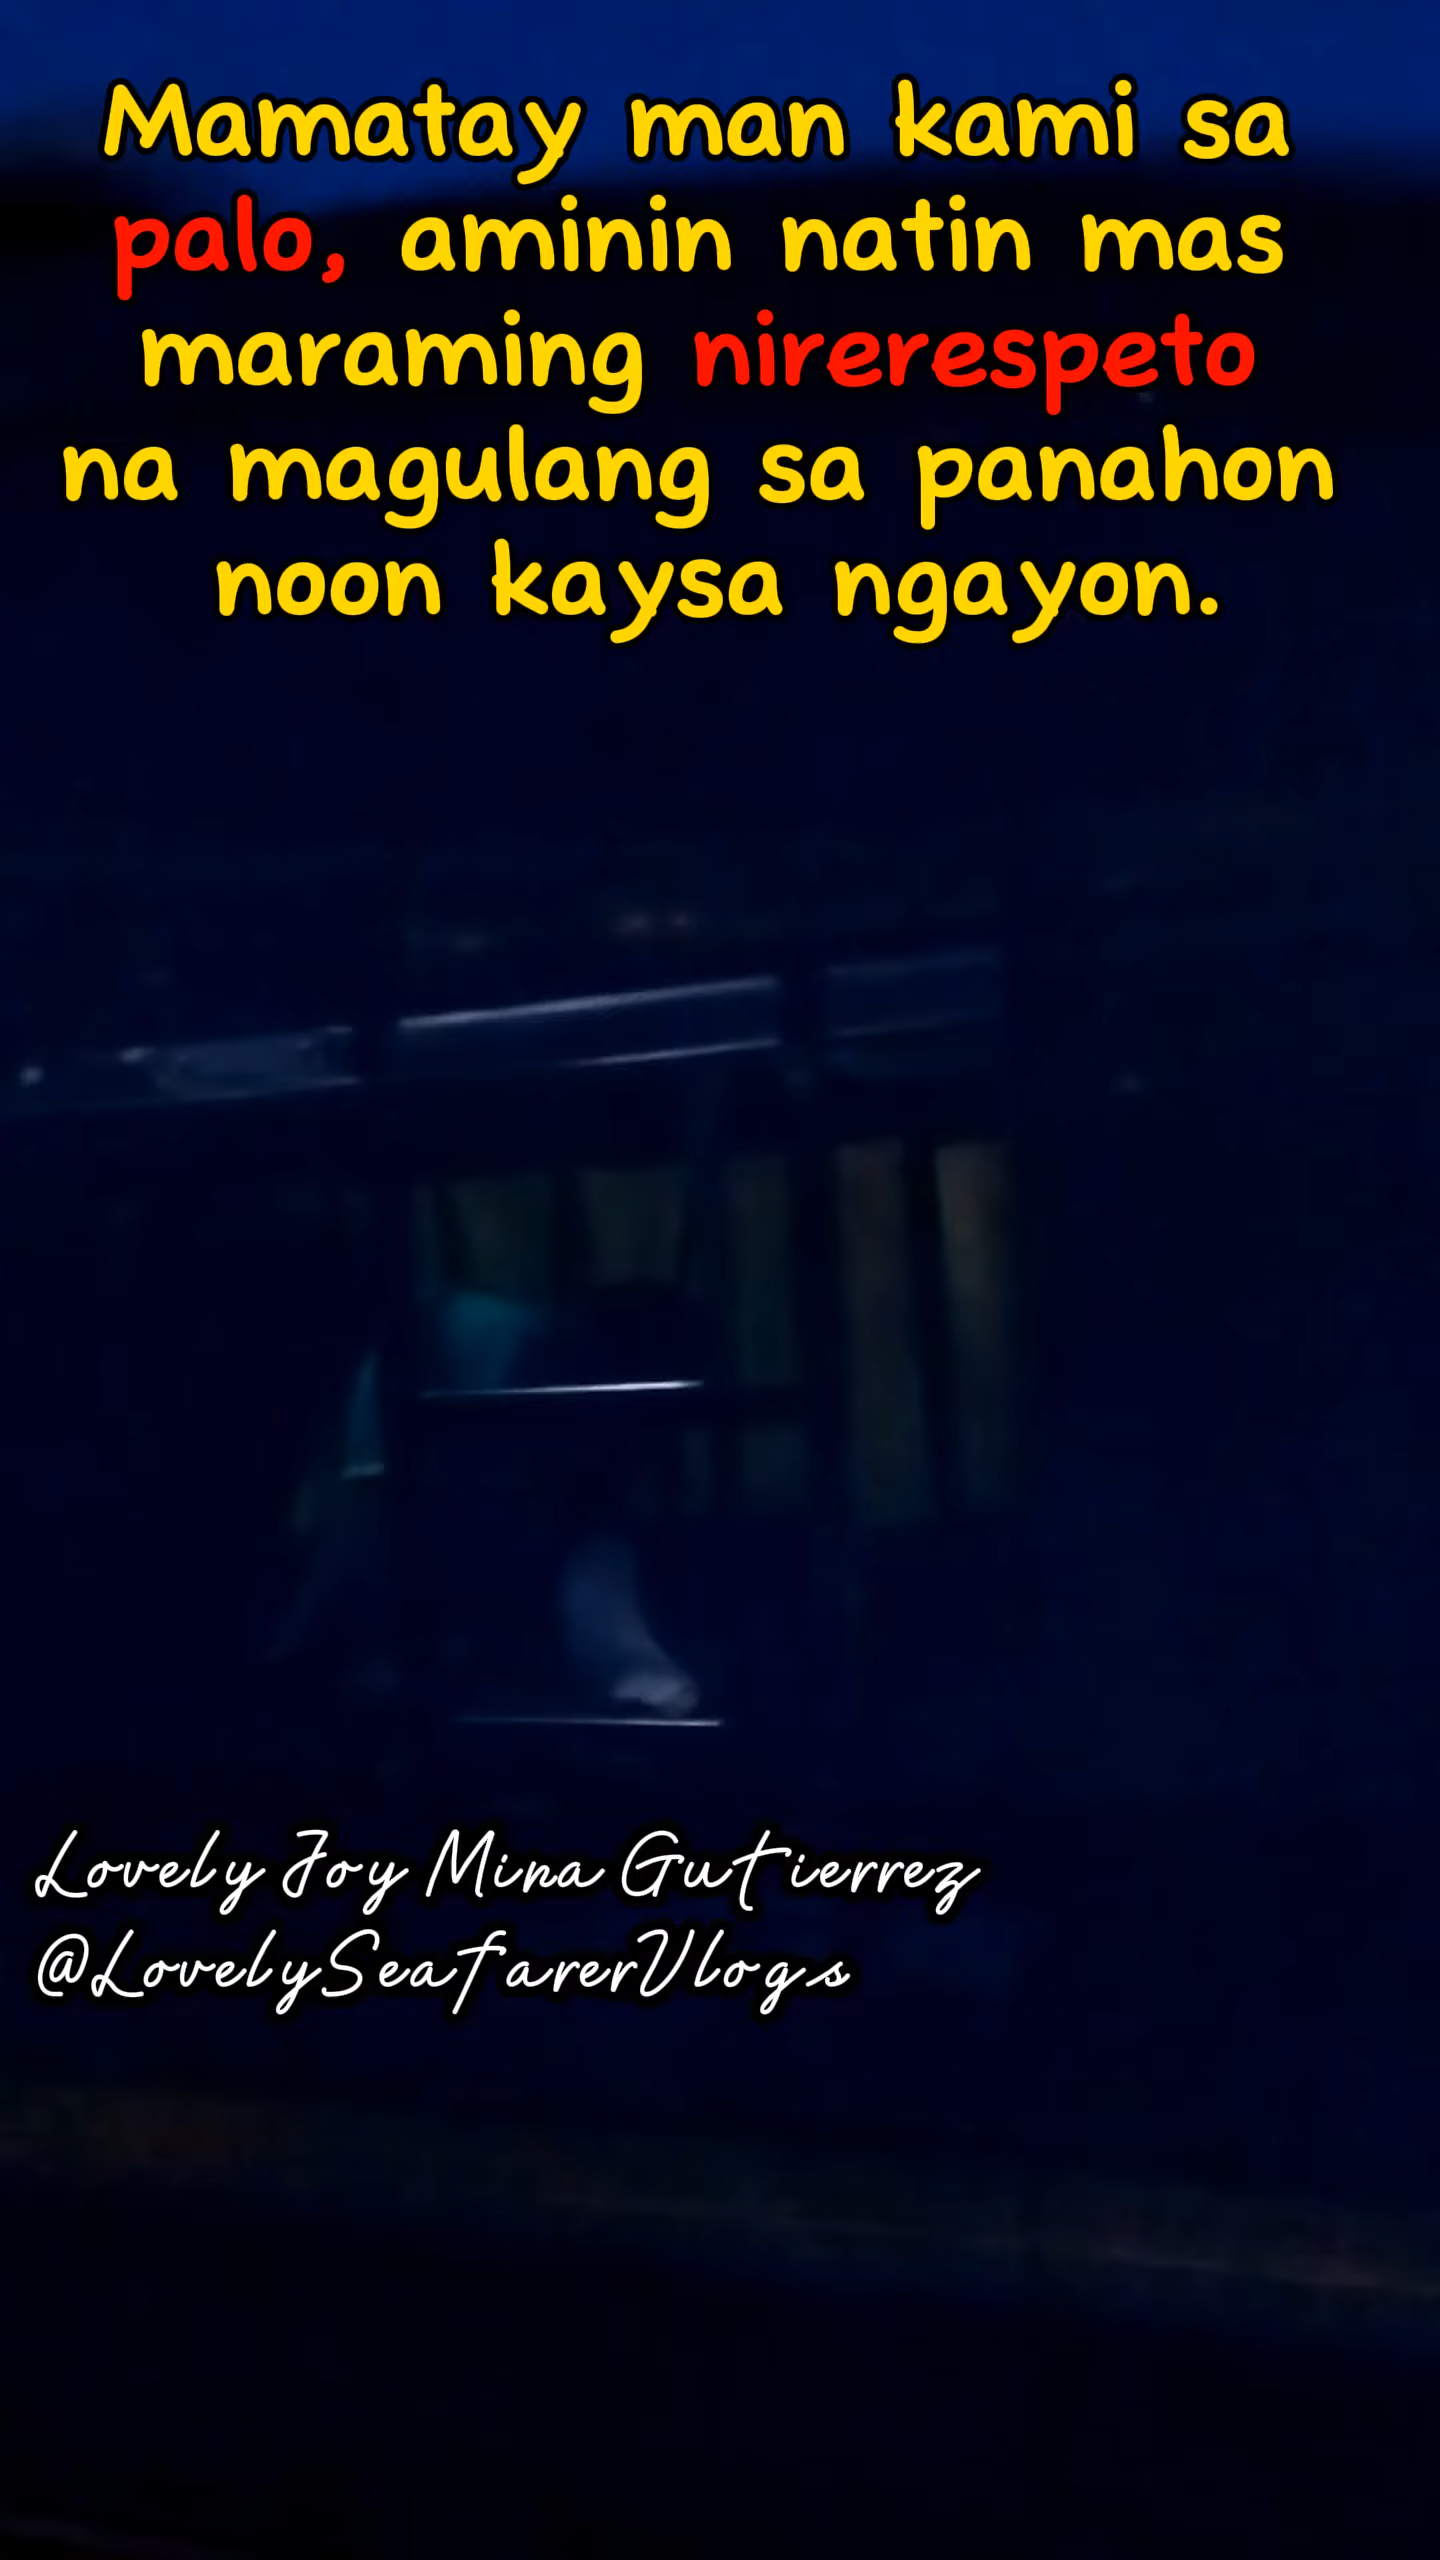 Mamatay man kami sa
palo, aminin natin mas
maraming nirerespeto
na magulang sa panahon
noon kaysa ngayon.
Lovely Joy Mina Gutierrez
@LovelySeafarerVlogs